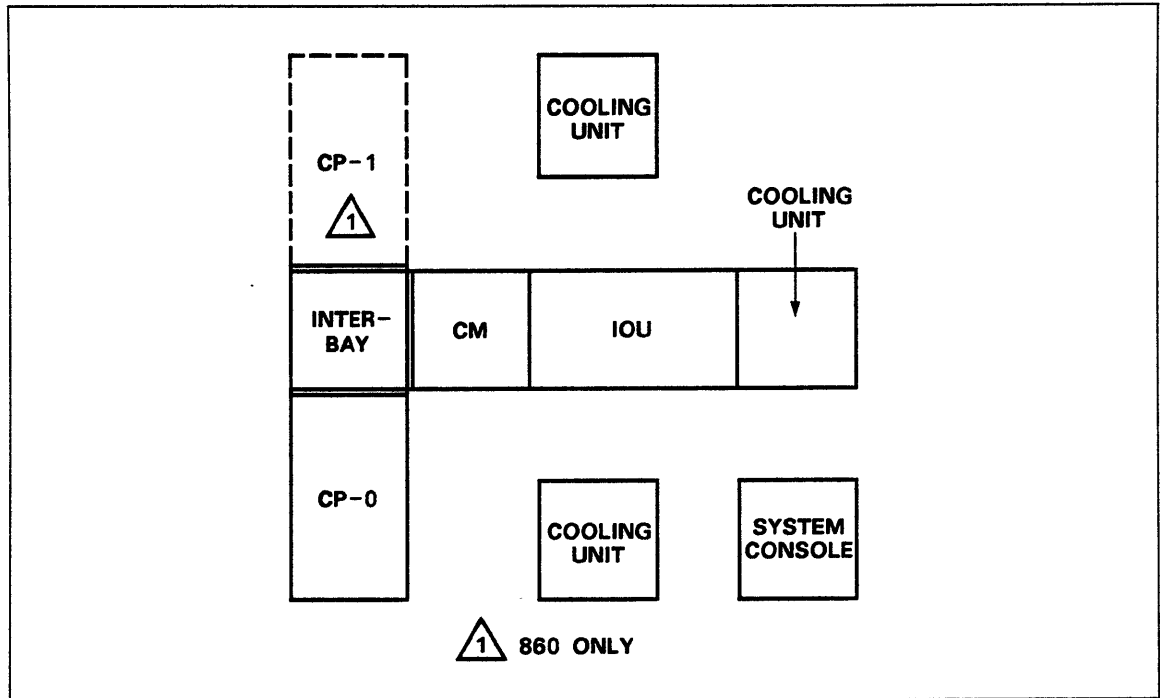 COOLING
UNIT
CP-1
1
COOLING
UNIT
INTER-
BAY
CM
IOU
CP-0
COOLING
UNIT
SYSTEM
CONSOLE
1 860 ONLY